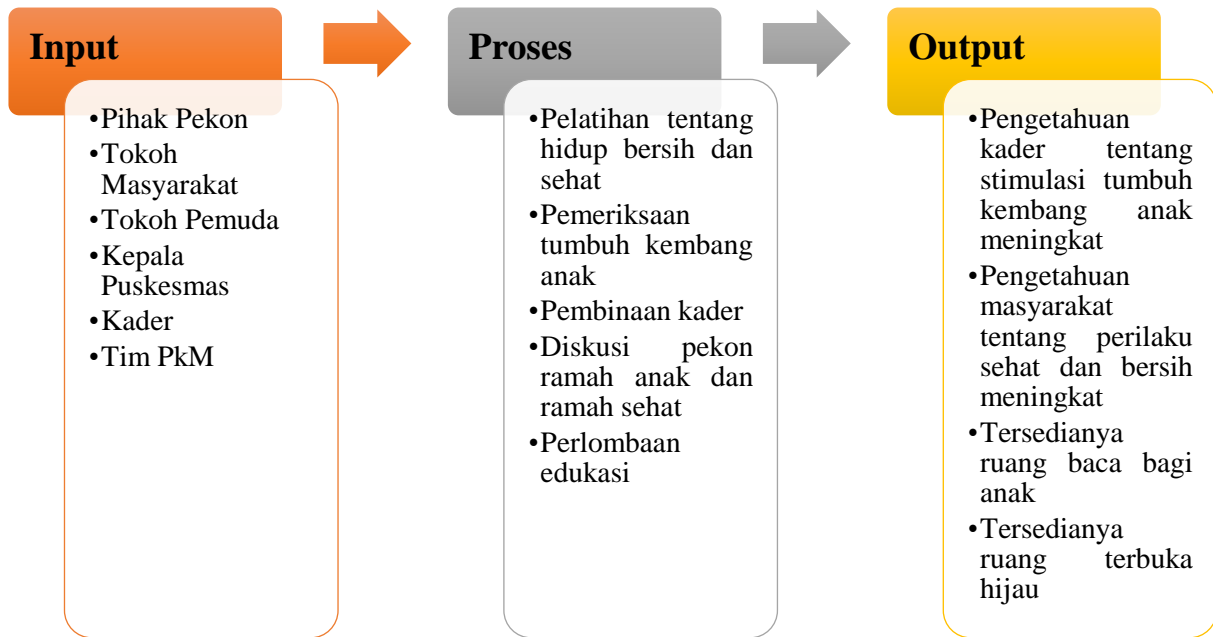 Input
•Pihak Pekon
•Tokoh
Masyarakat
•Tokoh Pemuda
•Kepala
Puskesmas
•Kader
•Tim PkM
Proses
•Pelatihan tentang
hidup bersih dan
sehat
•Pemeriksaan
tumbuh kembang
anak
•Pembinaan kader
•Diskusi pekon
ramah anak dan
ramah sehat
•Perlombaan
edukasi
Output
•Pengetahuan
kader tentang
stimulasi tumbuh
kembang anak
meningkat
•Pengetahuan
masyarakat
tentang perilaku
sehat dan bersih
meningkat
•Tersedianya
ruang baca bagi
anak
•Tersedianya
ruang terbuka
hijau